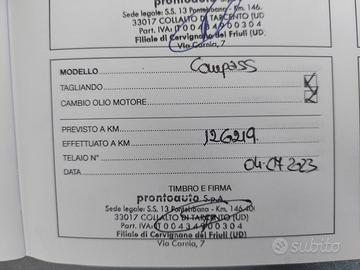 prontoauto S.p.A.
Sede legale: S.S. 13 Pontebbana - Km. 146.
33017 COLLALTO DI TARCENTO (UD)
Part. IVA:
Filiale di Cervignano del Friuli (UD)
Via Carnia, 7
MODELLO Compass
TAGLIANDO
CAMBIO OLIO MOTORE
PREVISTO A KM
EFFETTUATO A KM 126219
TELAIO N°
DATA 04.07.2023
TIMBRO E FIRMA
prontoauto S.p.A.
Sede legale: S.S. 13 Pontebbana - Km. 146.
33017 COLLALTO DI TARCENTO (UD)
Part. IVA:
Filiale di Cervignano del Friuli (UD)
Via Carnia, 7
subito